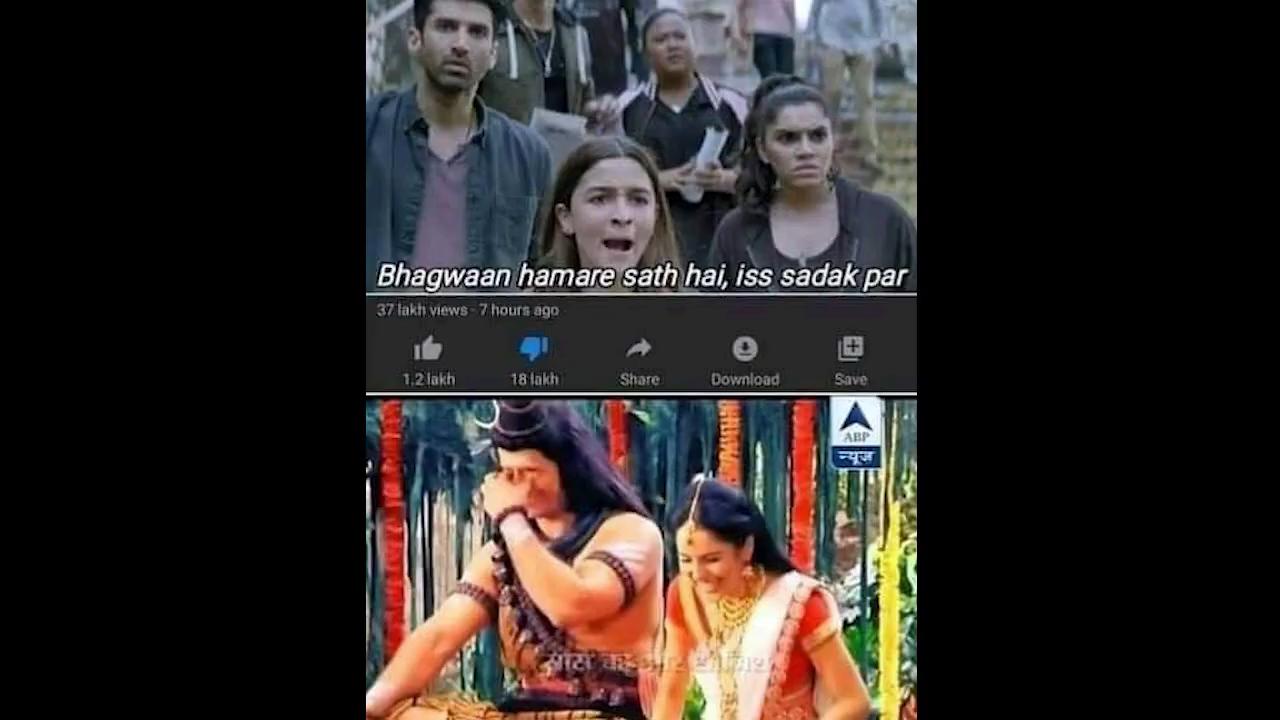 Bhagwaan hamare sath hai, iss sadak par
37 lakh views · 7 hours ago
1.2 lakh 18 lakh Share Download Save
ABP
न्यूज़